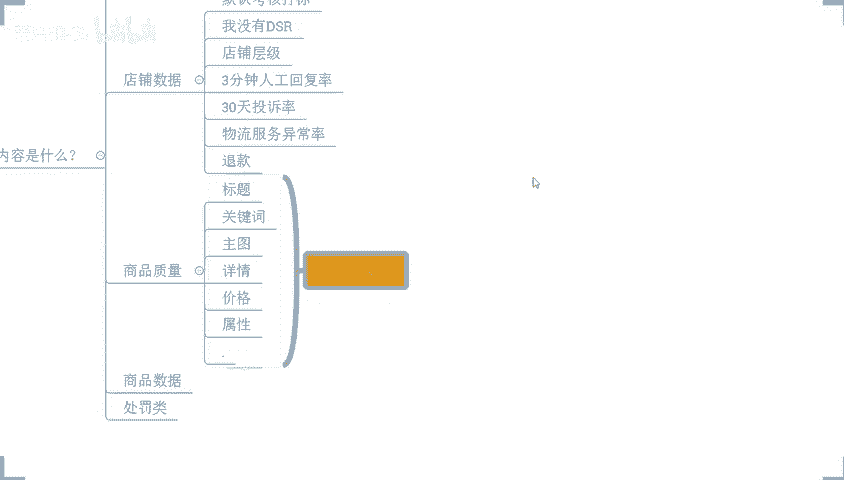 我没有DSR
店铺层级
店铺数据
3分钟人工回复率
30天投诉率
物流服务异常率
内容是什么?
退款
标题
关键词
主图
商品质量
详情
价格
属性
.
商品数据
处罚类